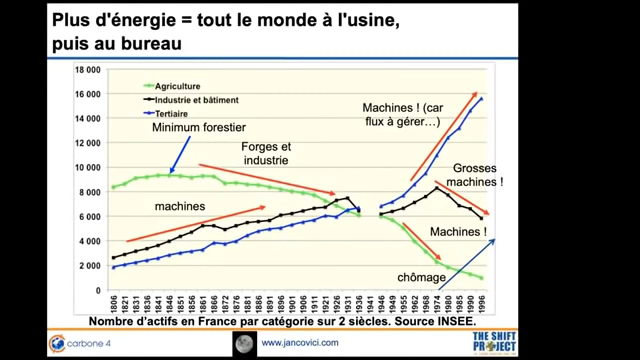 Plus d'énergie = tout le monde à l'usine,
puis au bureau
18 000
16 000
14 000
12 000
10 000
8 000
6 000
4 000
2 000
0
Agriculture
Industrie et bâtiment
Tertiaire
Minimum forestier
Forges et
industrie
machines
Machines ! (car
flux à gérer…)
Grosses
machines !
Machines !
chômage
1806
1821
1831
1836
1841
1846
1851
1856
1861
1866
1872
1876
1881
1886
1891
1896
1901
1906
1911
1921
1926
1931
1936
1946
1949
1955
1962
1968
1974
1980
1985
1990
1996
Nombre d'actifs en France par catégorie sur 2 siècles. Source INSEE.
carbone 4
www.jancovici.com
THE SHIFT
PROJECT